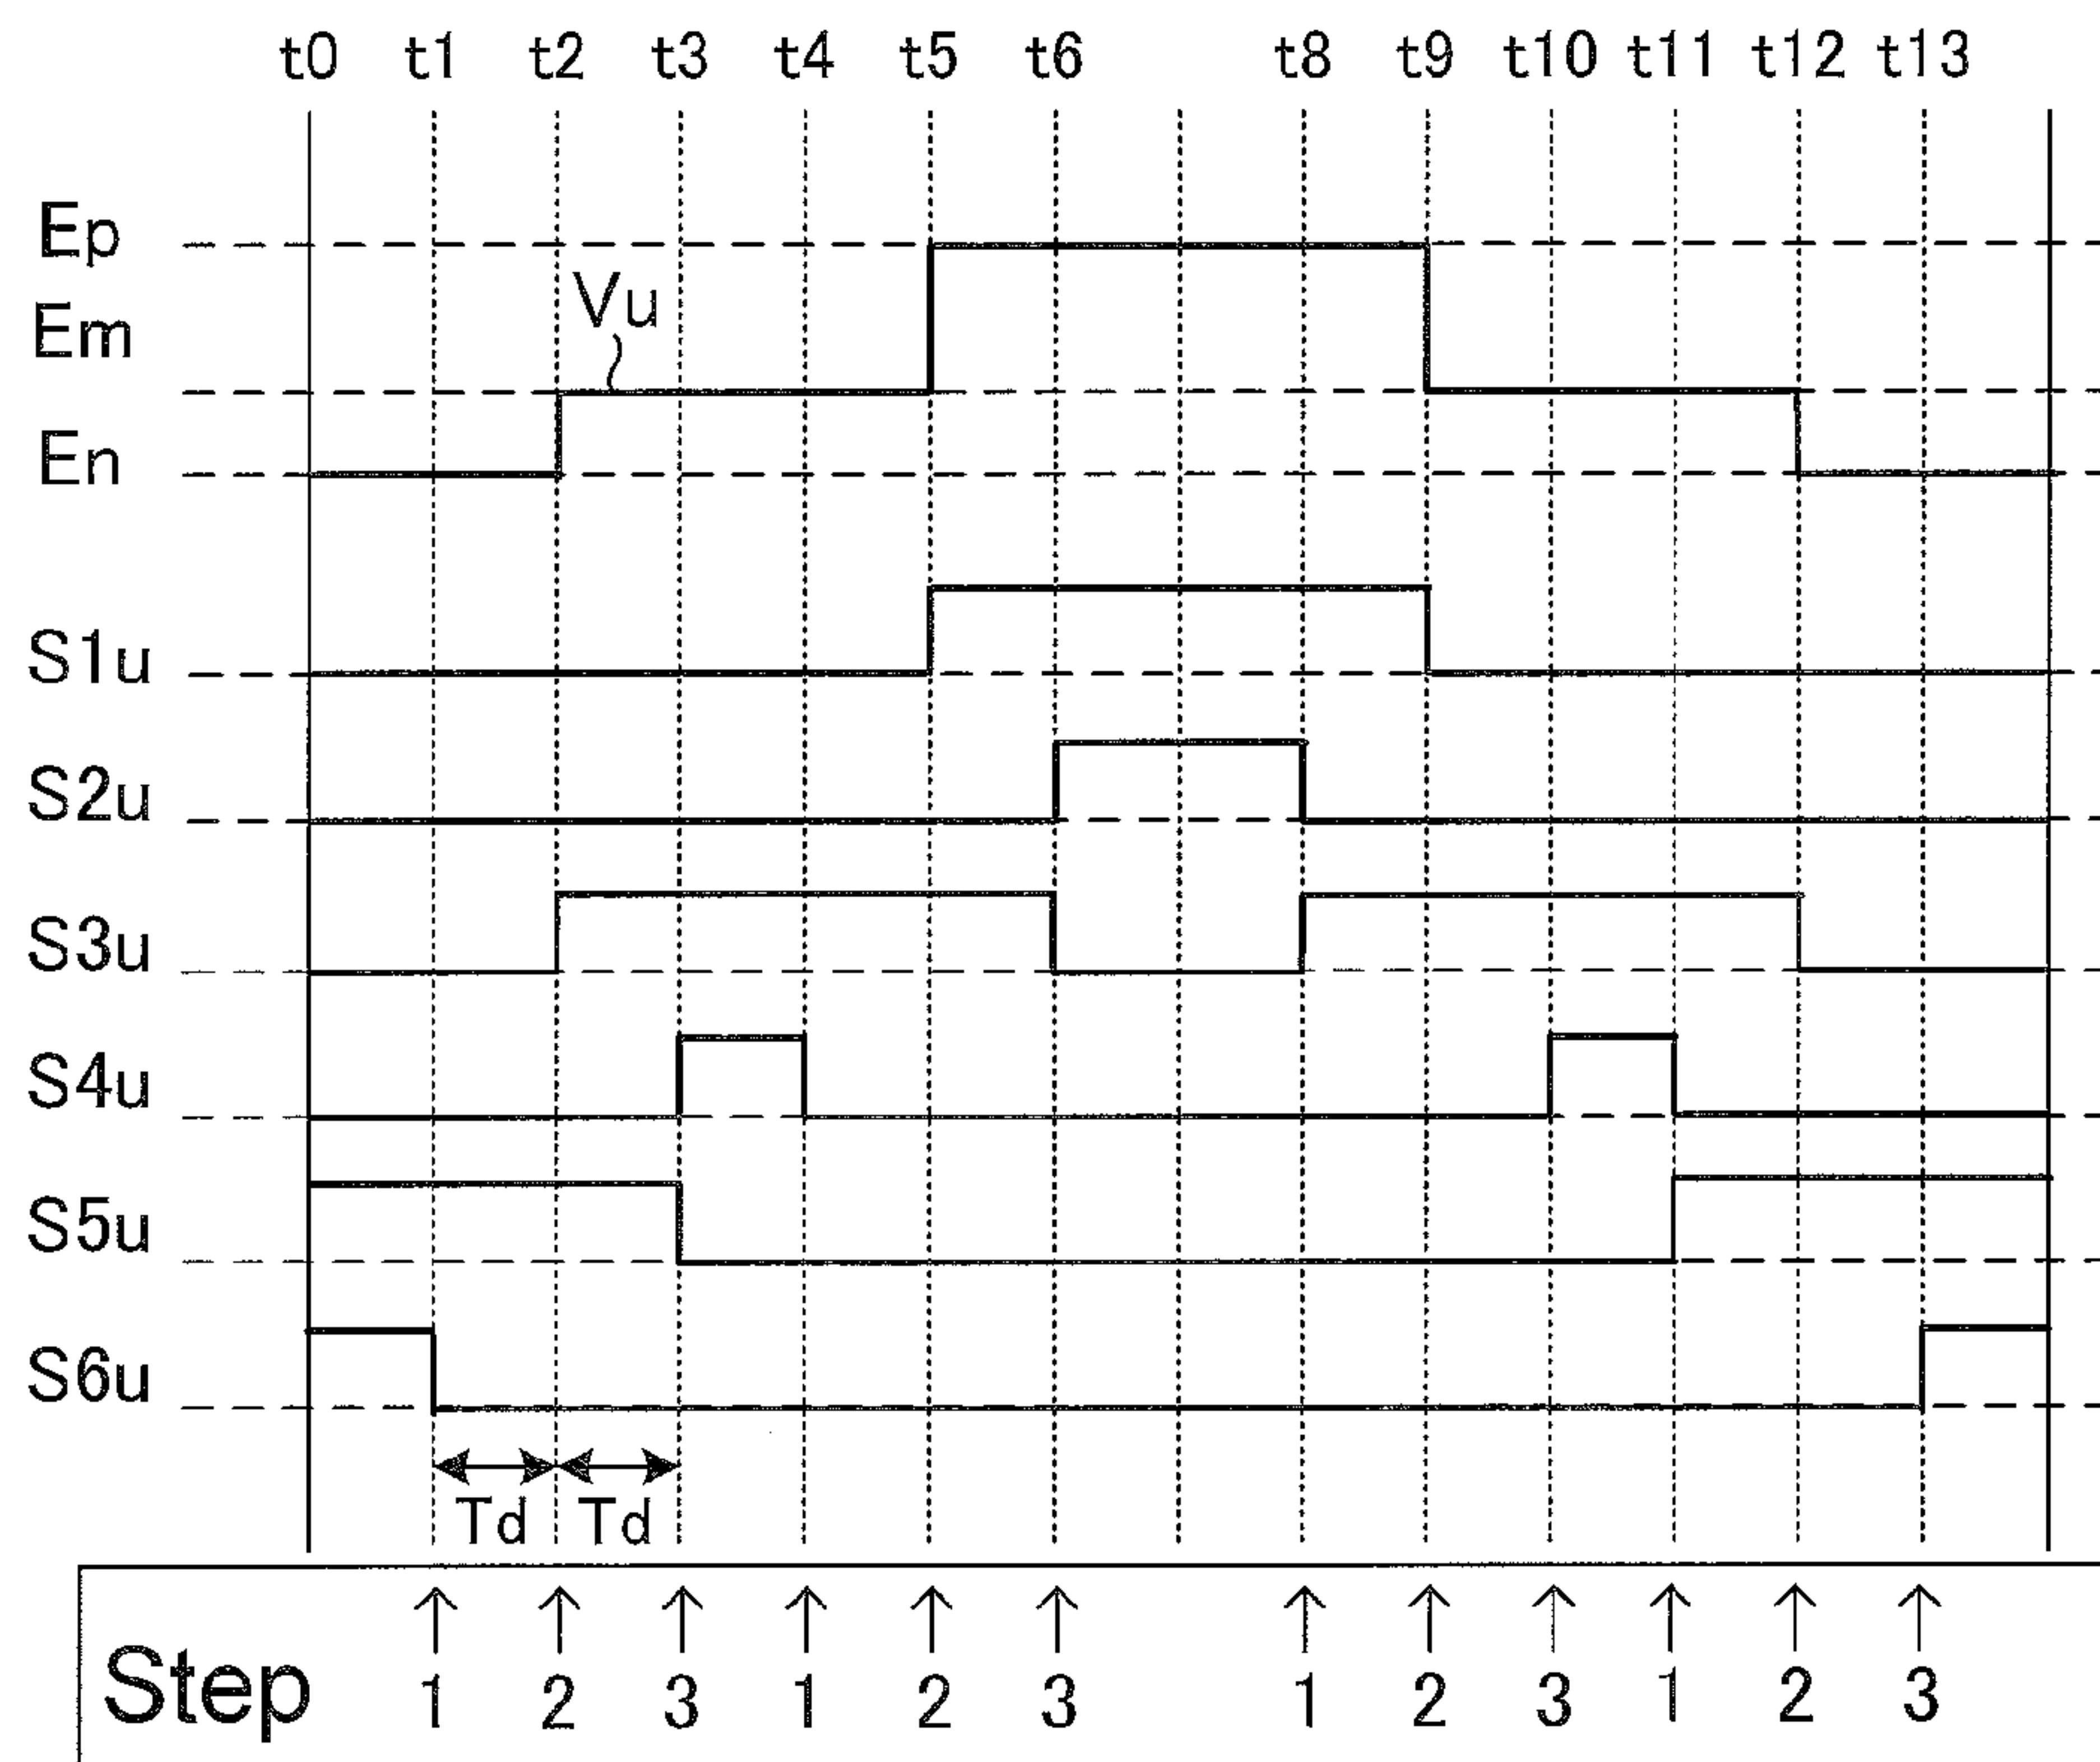 t0 t1 t2 t3 t4 t5 t6 t8 t9 t10 t11 t12 t13
Ep
Vu
Em
En
S1u
S2u
S3u
S4u
S5u
S6u
Td Td
Step 1 2 3 1 2 3 1 2 3 1 2 3